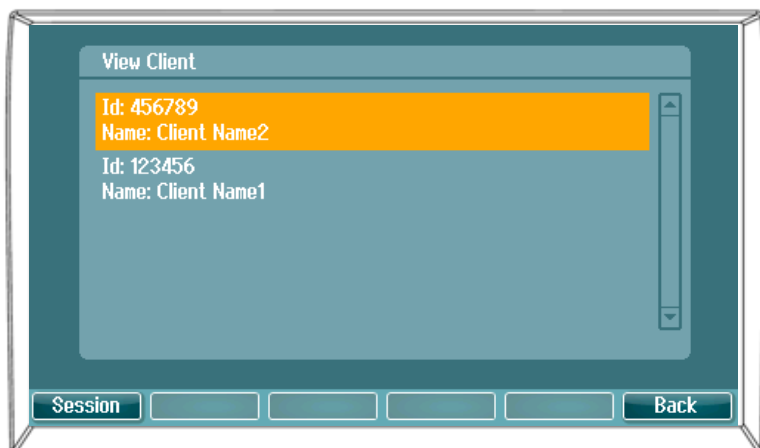 View Client
Id: 456789
Name: Client Name2
Id: 123456
Name: Client Name1
Session
Back